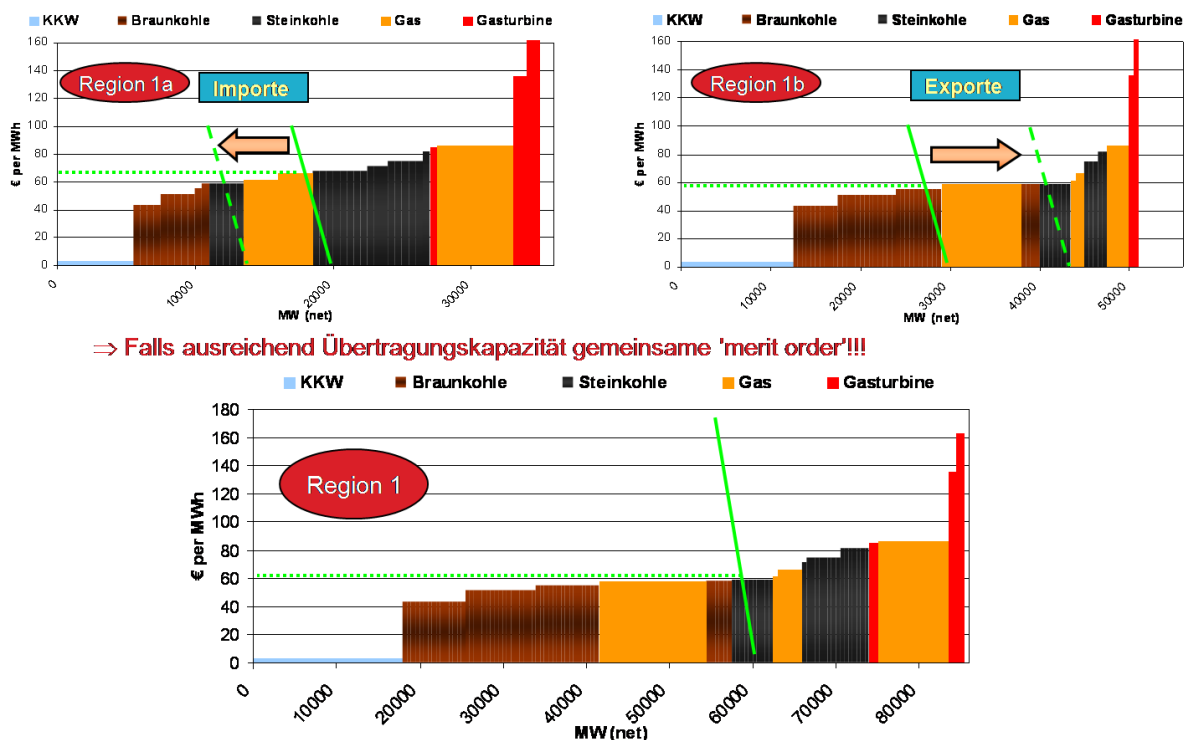 KKW Braunkohle Steinkohle Gas Gasturbine
160
140
120
100
80
60
40
20
0
€ per MWh
Region 1a
Importe
0 10000 20000 30000
MW (net)
KKW Braunkohle Steinkohle Gas Gasturbine
160
140
120
100
80
60
40
20
0
€ per MWh
Region 1b
Exporte
0 10000 20000 30000 40000 50000
MW (net)
⇒ Falls ausreichend Übertragungskapazität gemeinsame 'merit order'!!!
KKW Braunkohle Steinkohle Gas Gasturbine
180
160
140
120
100
80
60
40
20
0
€ per MWh
Region 1
0 10000 20000 30000 40000 50000 60000 70000 80000
MW (net)